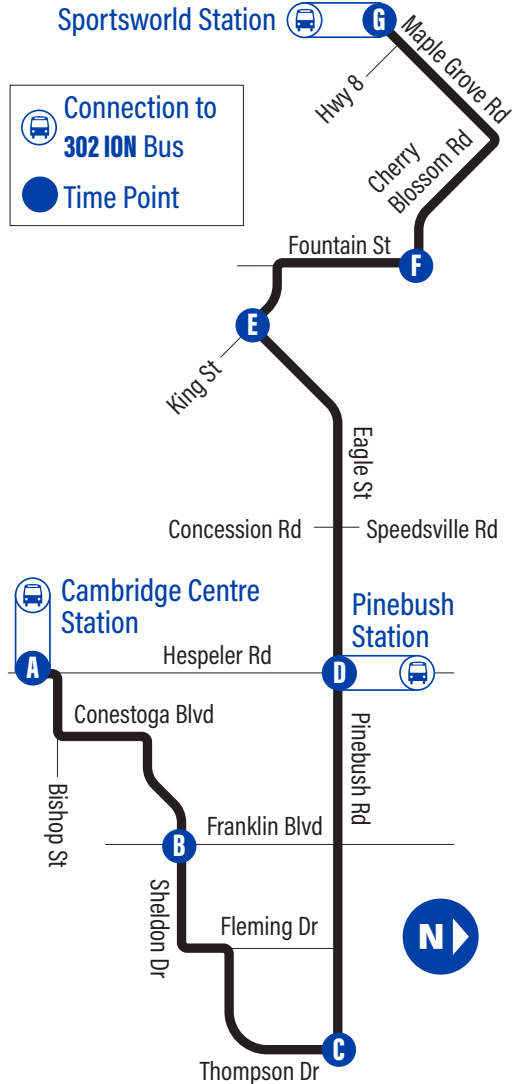 Sportsworld Station
G
Maple Grove Rd
Hwy 8
Connection to
302 ION Bus
Time Point
Cherry
Blossom Rd
Fountain St
F
E
King St
Eagle St
Concession Rd
Speedsville Rd
Cambridge Centre
Station
Pinebush
Station
A
Hespeler Rd
D
Conestoga Blvd
Pinebush Rd
Bishop St
B
Franklin Blvd
Sheldon Dr
Fleming Dr
N
C
Thompson Dr